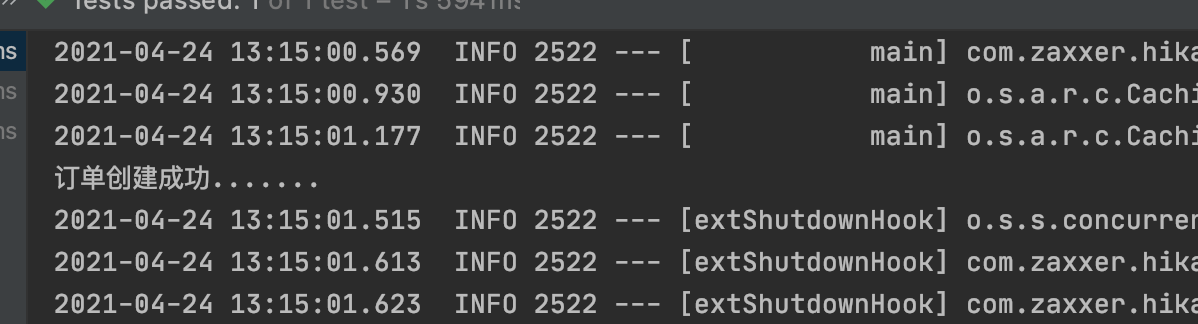 Tests passed: 1 of 1 test – 1 s 594 ms
ms 2021-04-24 13:15:00.569 INFO 2522 --- [ main] com.zaxxer.hika
ms 2021-04-24 13:15:00.930 INFO 2522 --- [ main] o.s.a.r.c.Cachi
ms 2021-04-24 13:15:01.177 INFO 2522 --- [ main] o.s.a.r.c.Cachi
订单创建成功.......
2021-04-24 13:15:01.515 INFO 2522 --- [extShutdownHook] o.s.s.concurren
2021-04-24 13:15:01.613 INFO 2522 --- [extShutdownHook] com.zaxxer.hika
2021-04-24 13:15:01.623 INFO 2522 --- [extShutdownHook] com.zaxxer.hika